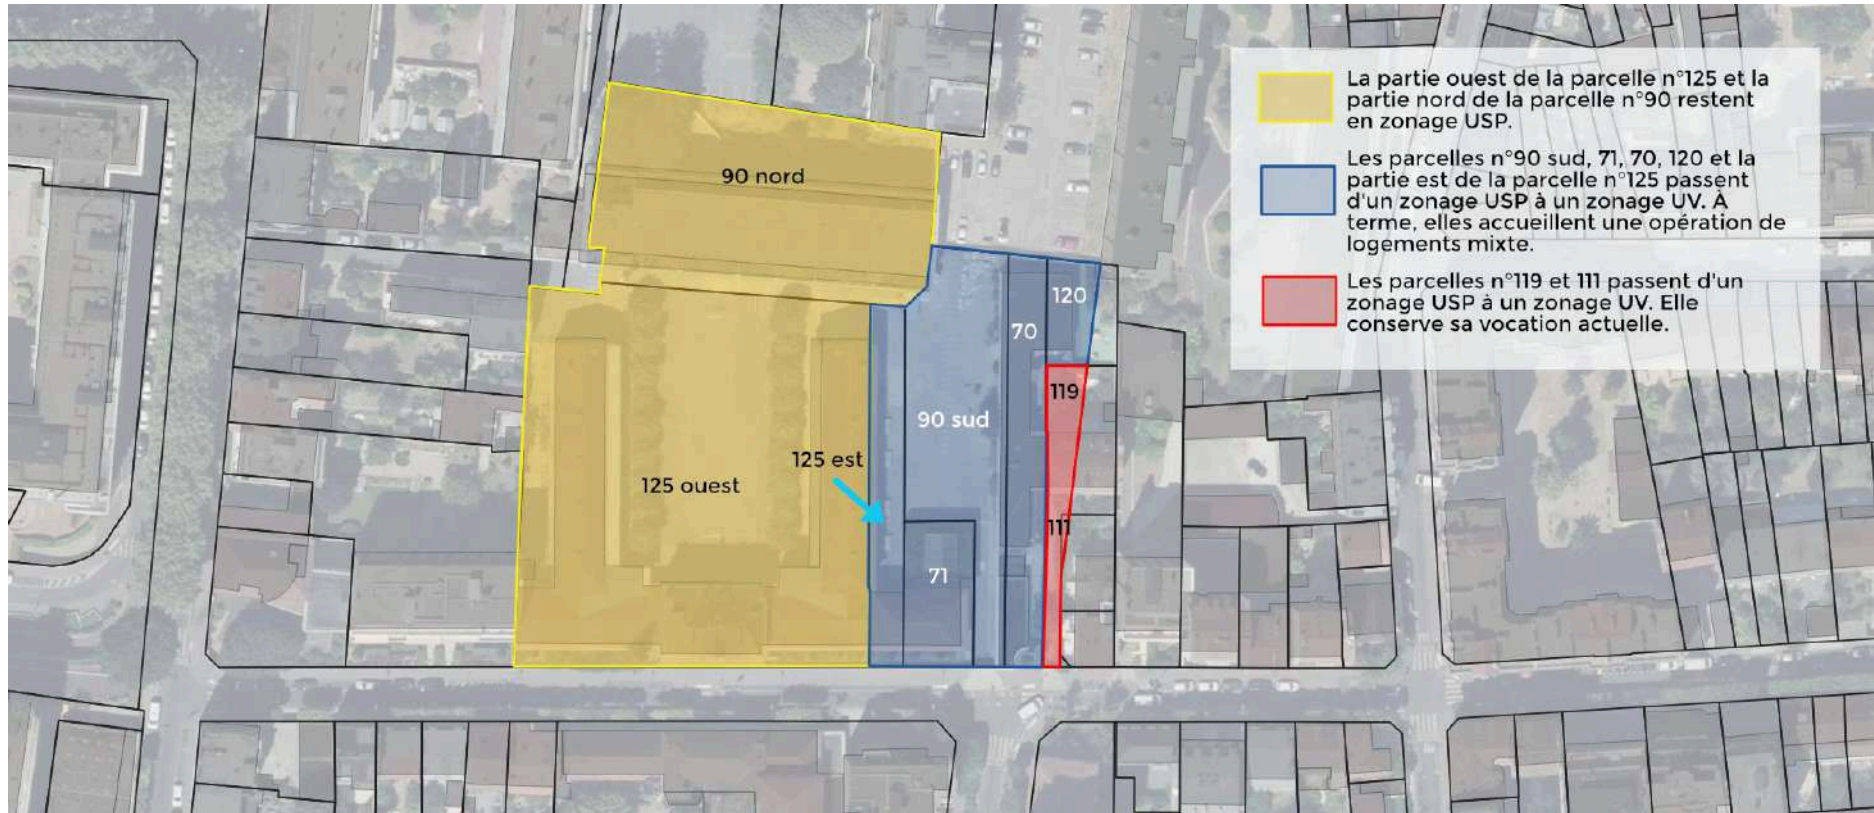 La partie ouest de la parcelle n°125 et la
partie nord de la parcelle n°90 restent
en zonage USP.
Les parcelles n°90 sud, 71, 70, 120 et la
partie est de la parcelle n°125 passent
d'un zonage USP à un zonage UV. À
terme, elles accueillent une opération de
logements mixte.
Les parcelles n°119 et 111 passent d'un
zonage USP à un zonage UV. Elle
conserve sa vocation actuelle.
90 nord
120
70
119
90 sud
125 est
125 ouest
111
71